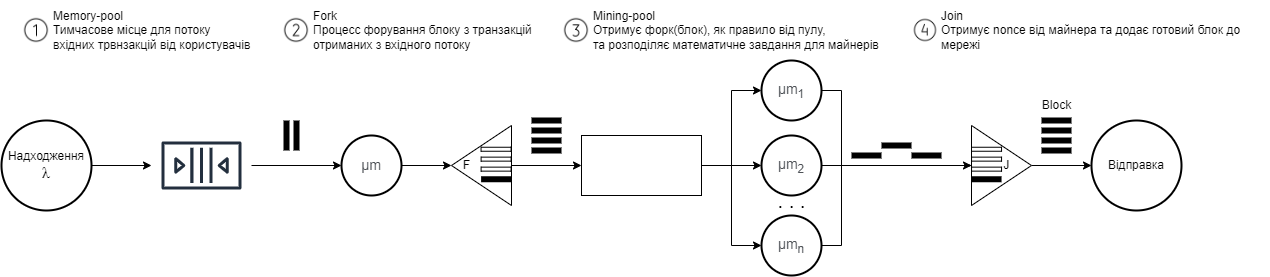 1
Memory-pool
Тимчасове місце для потоку
вхідних трвнзакцій від користувачів
2
Fork
Процесс форування блоку з транзакцій
отриманих з вхідного потоку
3
Mining-pool
Отримує форк(блок), як правило від пулу,
та розподіляє математичне завдання для майнерів
4
Join
Отримує nonce від майнера та додає готовий блок до
мережі
Надходження
λ
μm
F
μm1
μm2
. . .
μmn
J
Block
Відправка